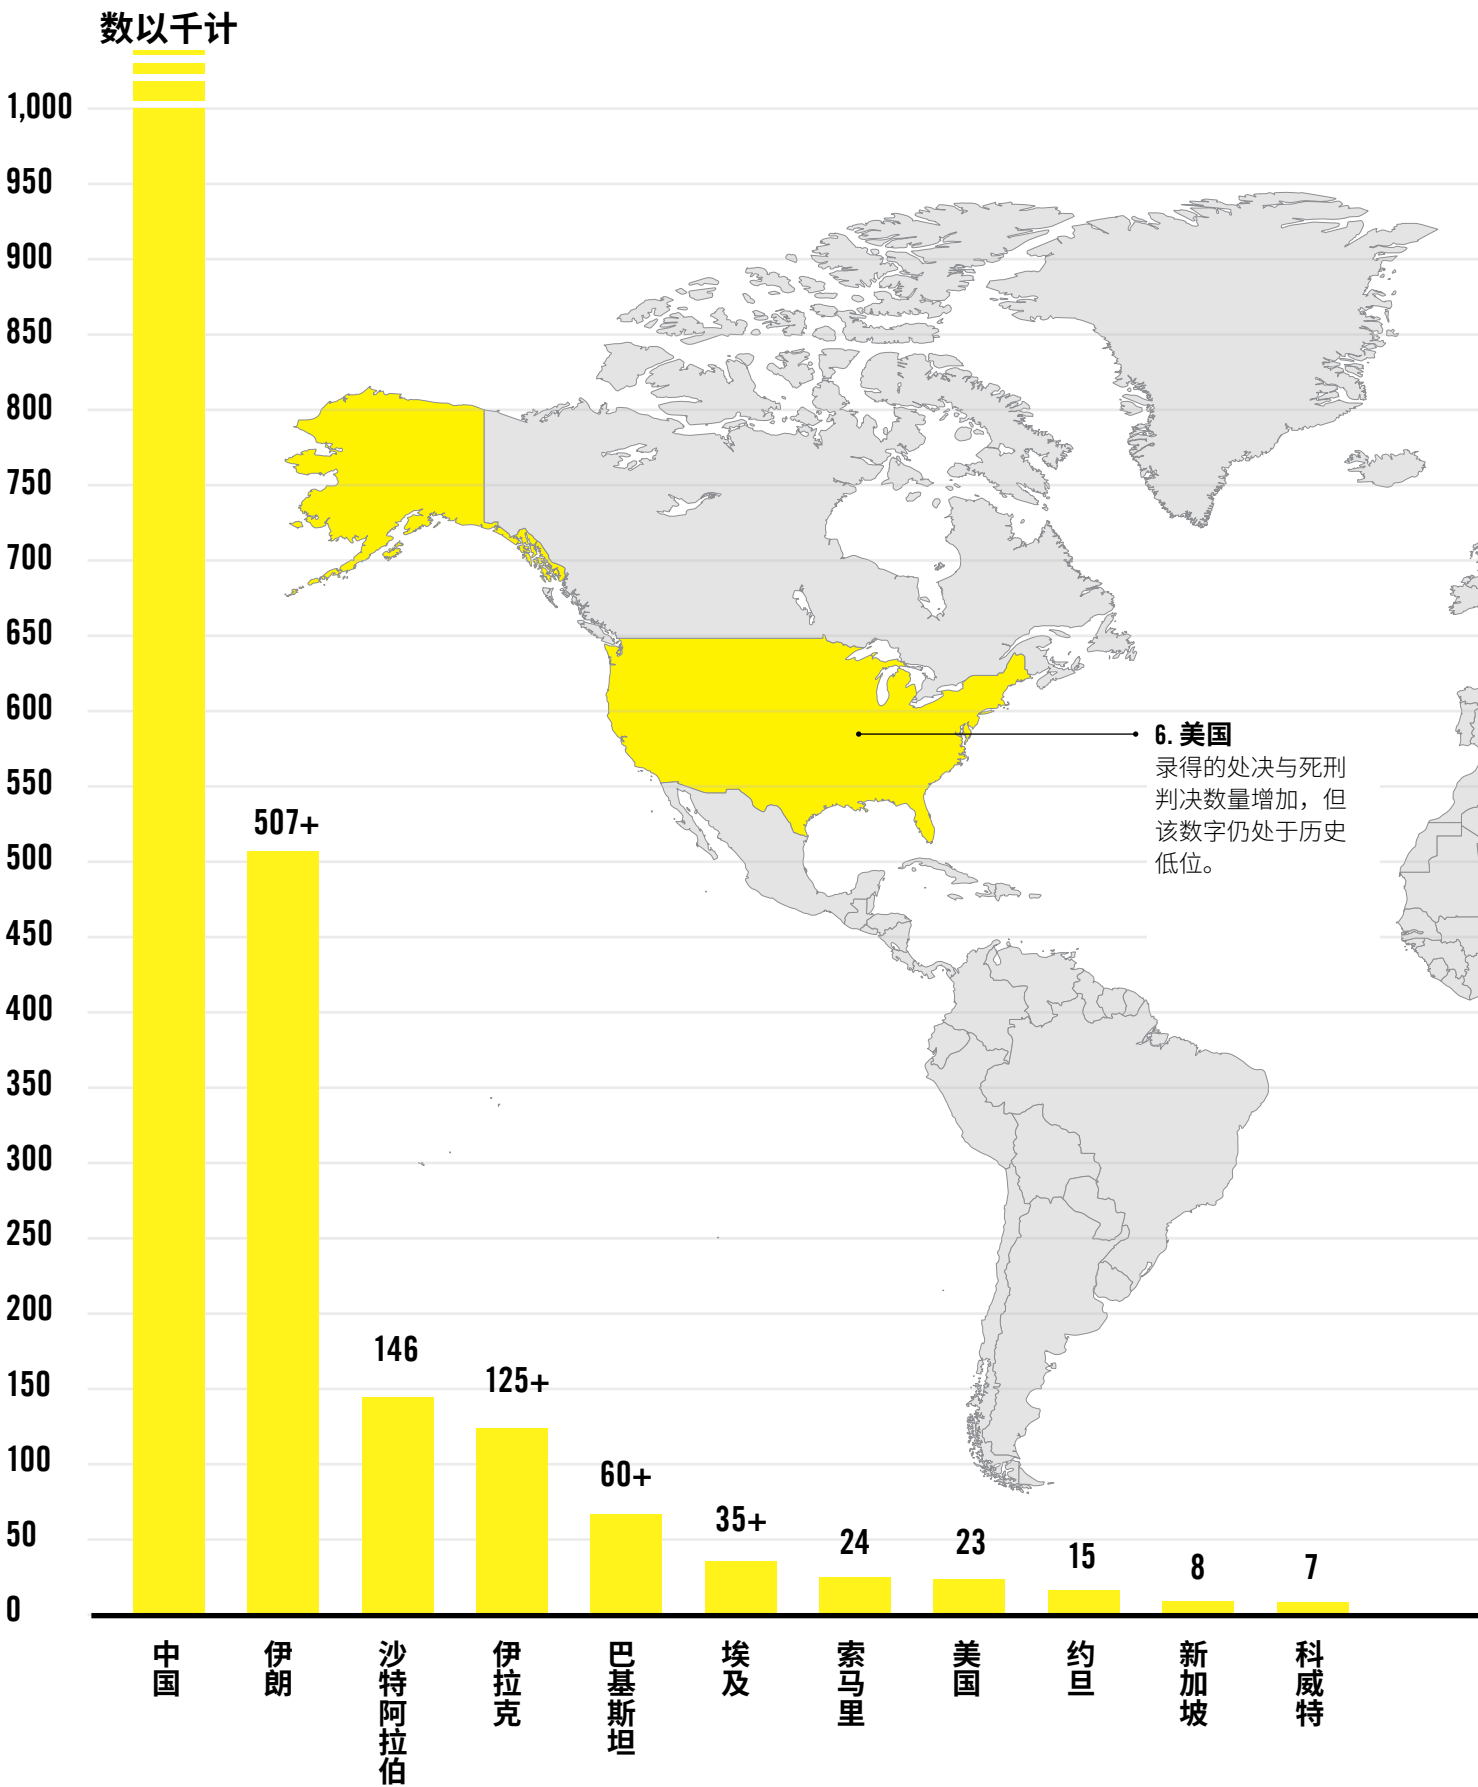 数以千计
1,000
950
900
850
800
750
700
650
600
550
500
450
400
350
300
250
200
150
100
50
0
6. 美国
录得的处决与死刑
判决数量增加，但
该数字仍处于历史
低位。
507+
146
125+
60+
35+
24
23
15
8
7
中国
伊朗
沙特阿拉伯
伊拉克
巴基斯坦
埃及
索马里
美国
约旦
新加坡
科威特